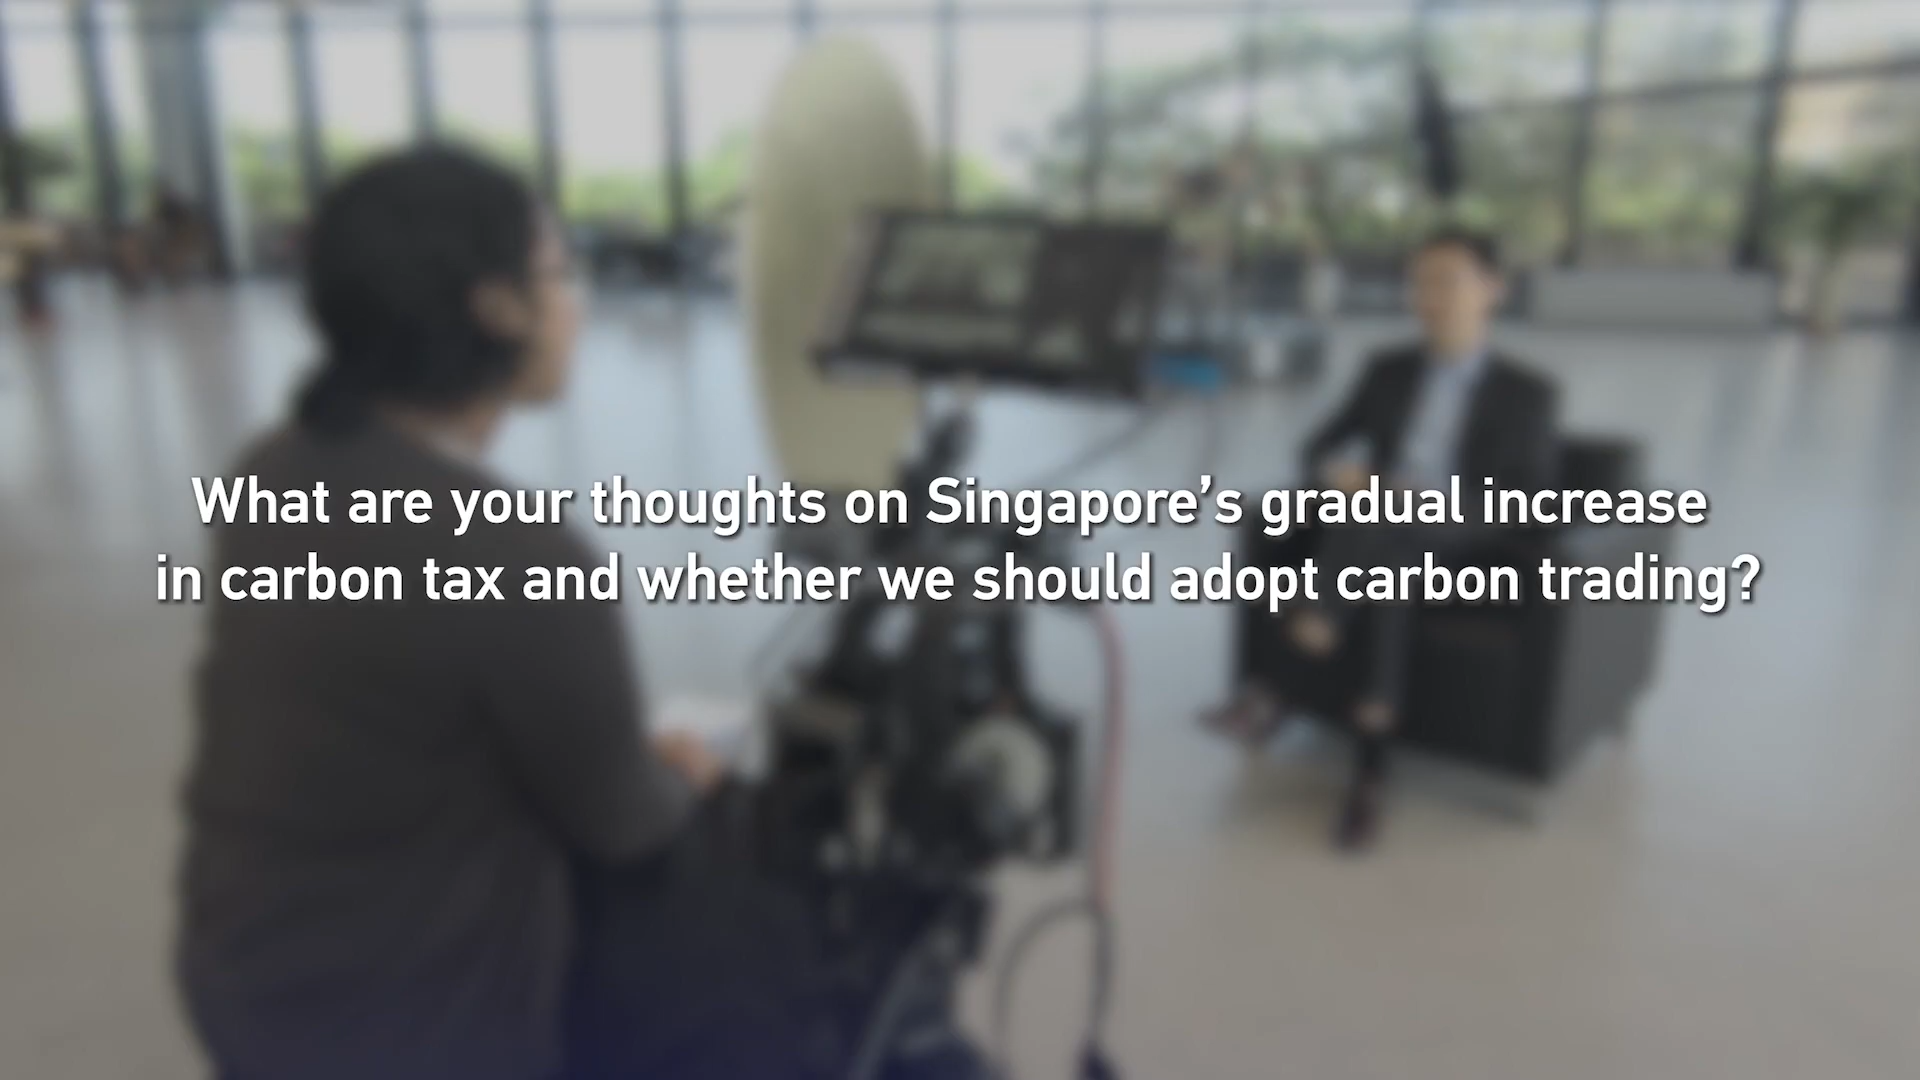 What are your thoughts on Singapore’s gradual increase
in carbon tax and whether we should adopt carbon trading?